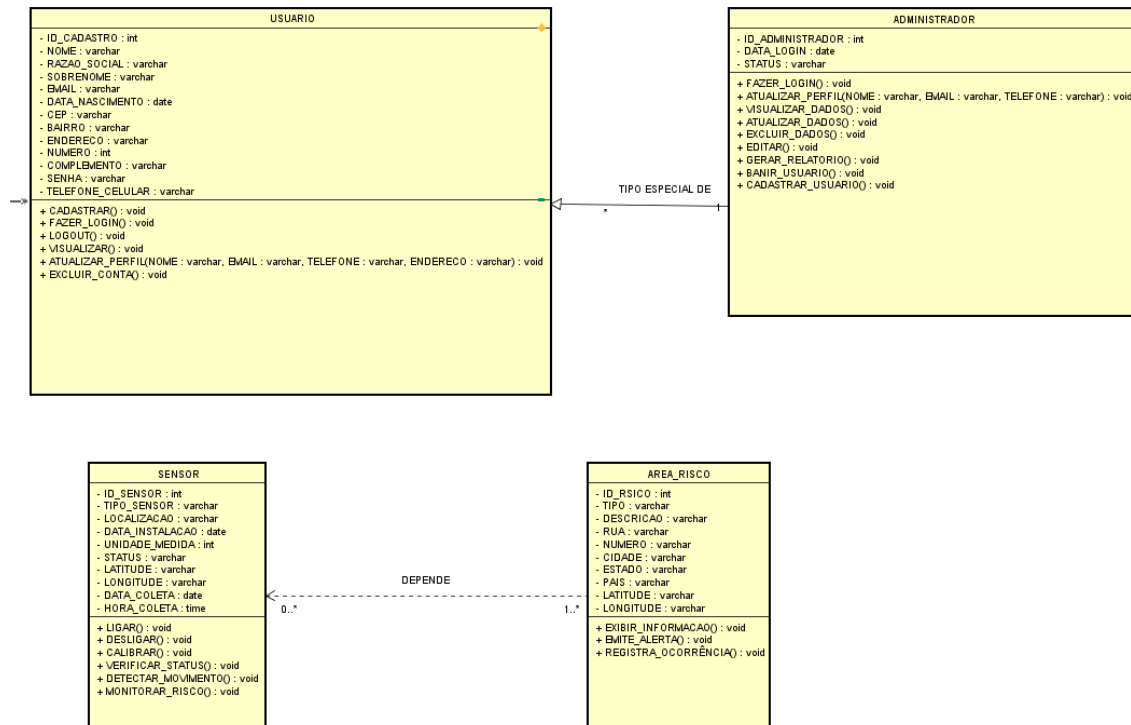 USUARIO
- ID_CADASTRO : int
- NOME : varchar
- RAZAO_SOCIAL : varchar
- SOBRENOME : varchar
- EMAIL : varchar
- DATA_NASCIMENTO : date
- CEP : varchar
- BAIRRO : varchar
- ENDERECO : varchar
- NUMERO : int
- COMPLEMENTO : varchar
- SENHA : varchar
- TELEFONE_CELULAR : varchar
+ CADASTRAR() : void
+ FAZER_LOGIN() : void
+ LOGOUT() : void
+ VISUALIZAR() : void
+ ATUALIZAR_PERFIL(NOME : varchar, EMAIL : varchar, TELEFONE : varchar, ENDERECO : varchar) : void
+ EXCLUIR_CONTA() : void
TIPO ESPECIAL DE
*
1
ADMINISTRADOR
- ID_ADMINISTRADOR : int
- DATA_LOGIN : date
- STATUS : varchar
+ FAZER_LOGIN() : void
+ ATUALIZAR_PERFIL(NOME : varchar, EMAIL : varchar, TELEFONE : varchar) : void
+ VISUALIZAR_DADOS() : void
+ ATUALIZAR_DADOS() : void
+ EXCLUIR_DADOS() : void
+ EDITAR() : void
+ GERAR_RELATORIO() : void
+ BANIR_USUARIO() : void
+ CADASTRAR_USUARIO() : void
SENSOR
- ID_SENSOR : int
- TIPO_SENSOR : varchar
- LOCALIZACAO : varchar
- DATA_INSTALACAO : date
- UNIDADE_MEDIDA : int
- STATUS : varchar
- LATITUDE : varchar
- LONGITUDE : varchar
- DATA_COLETA : date
- HORA_COLETA : time
+ LIGAR() : void
+ DESLIGAR() : void
+ CALIBRAR() : void
+ VERIFICAR_STATUS() : void
+ DETECTAR_MOVIMENTO() : void
+ MONITORAR_RISCO() : void
DEPENDE
0..*
1..*
AREA_RISCO
- ID_RSICO : int
- TIPO : varchar
- DESCRICAO : varchar
- RUA : varchar
- NUMERO : varchar
- CIDADE : varchar
- ESTADO : varchar
- PAIS : varchar
- LATITUDE : varchar
- LONGITUDE : varchar
+ EXIBIR_INFORMACAO() : void
+ EMITE_ALERTA() : void
+ REGISTRA_OCORRÊNCIA() : void